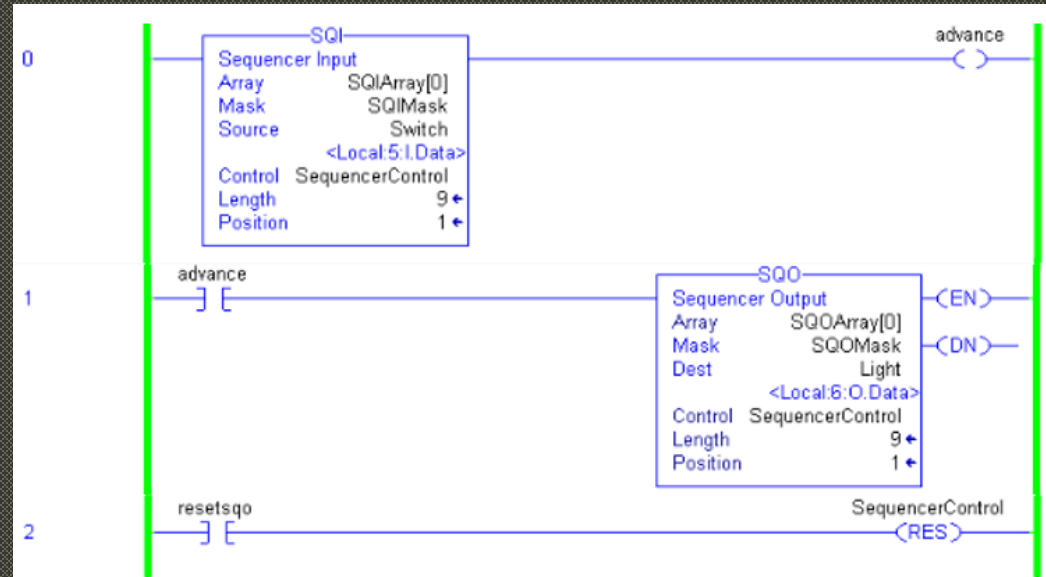 SQI
advance
0
Sequencer Input
Array SQIArray[0]
Mask SQIMask
Source Switch
<Local:5:I.Data>
Control SequencerControl
Length 9
Position 1
advance
SQO
1
Sequencer Output
(EN)
Array SQOArray[0]
Mask SQOMask
(DN)
Dest Light
<Local:6:O.Data>
Control SequencerControl
Length 9
Position 1
resetsqo
SequencerControl
2
(RES)